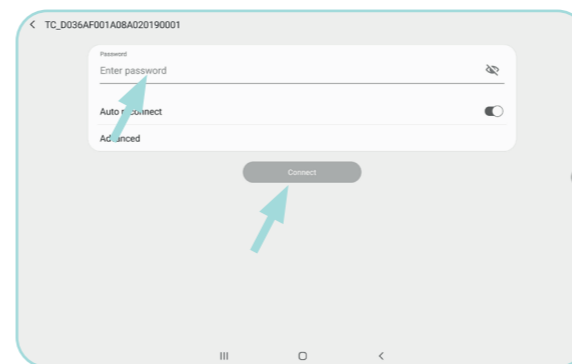 TC_D036AF001A08A020190001
Password
Enter password
Auto reconnect
Advanced
Connect